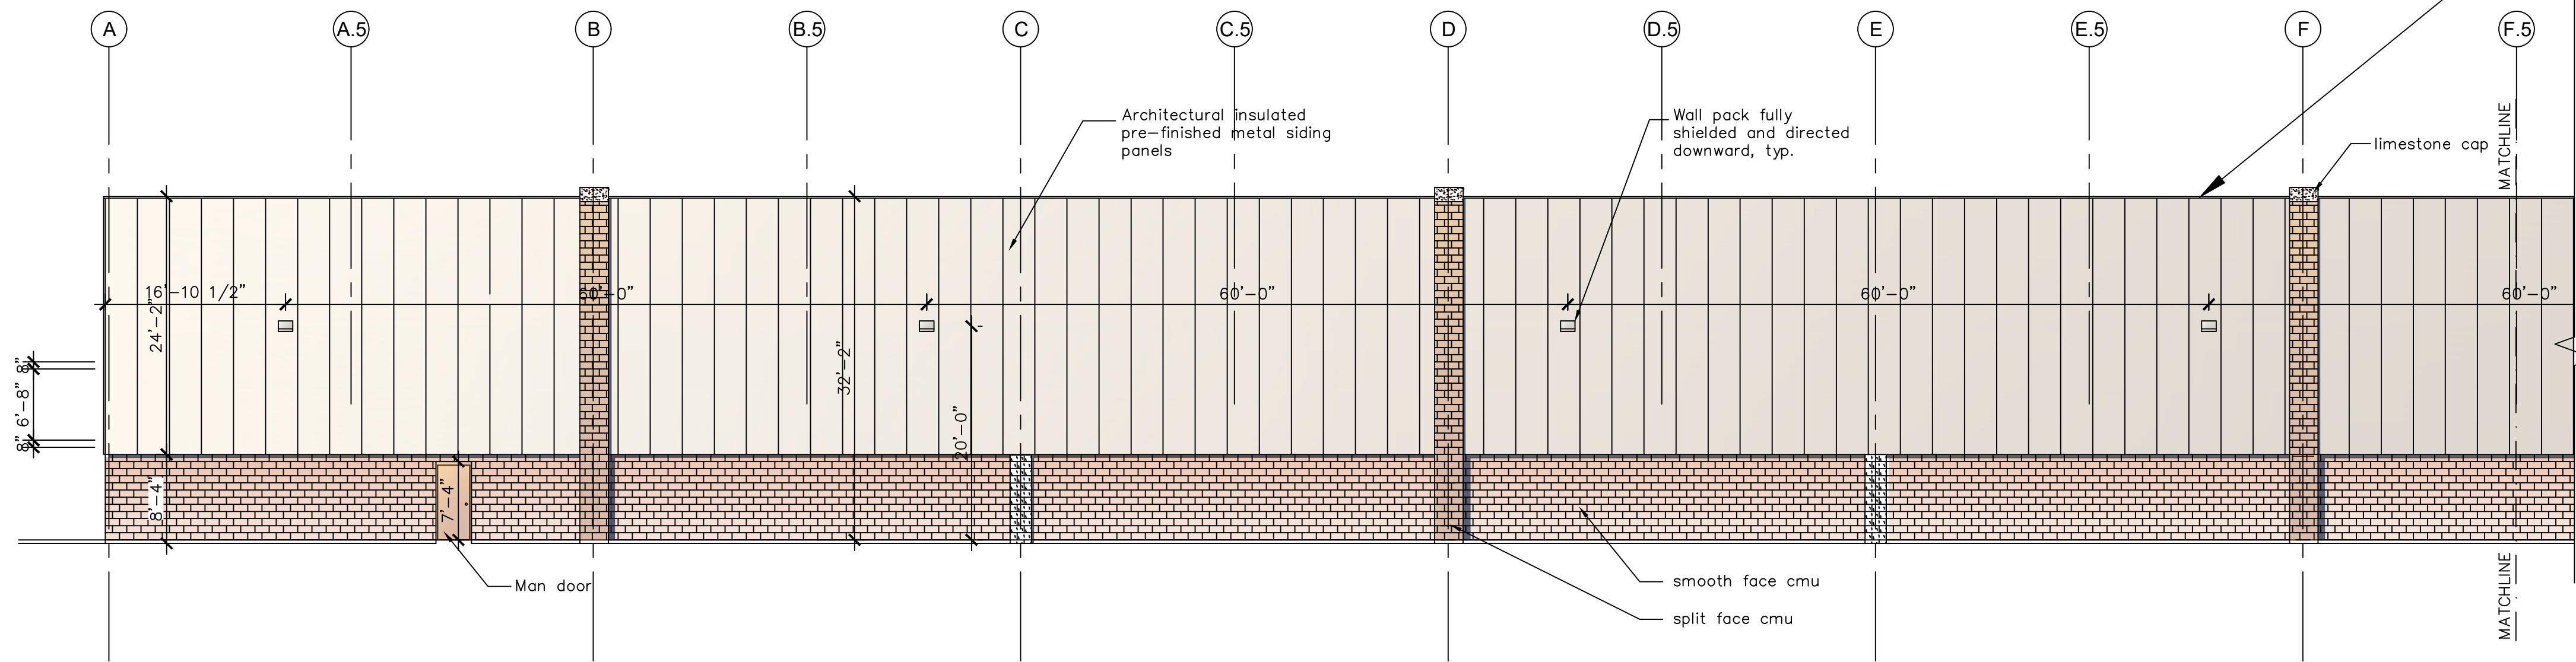 A
A.5
B
B.5
C
C.5
D
D.5
E
E.5
F
F.5
Architectural insulated
pre-finished metal siding
panels
Wall pack fully
shielded and directed
downward, typ.
limestone cap
MATCHLINE
16'-10 1/2"
60'-0"
60'-0"
60'-0"
60'-0"
24'-2"
32'-2"
20'-0"
8"
6'-8"
8"
8'-4"
7'-4"
Man door
smooth face cmu
split face cmu
MATCHLINE